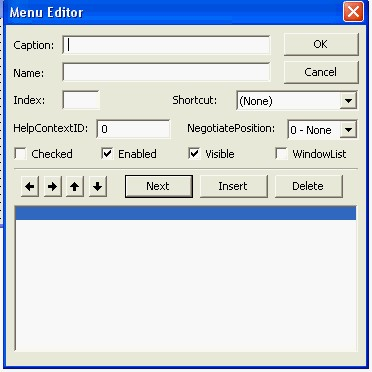 Menu Editor
Caption: OK
Name: Cancel
Index: Shortcut: (None)
HelpContextID: 0 NegotiatePosition: 0 - None
Checked Enabled Visible WindowList
Next Insert Delete